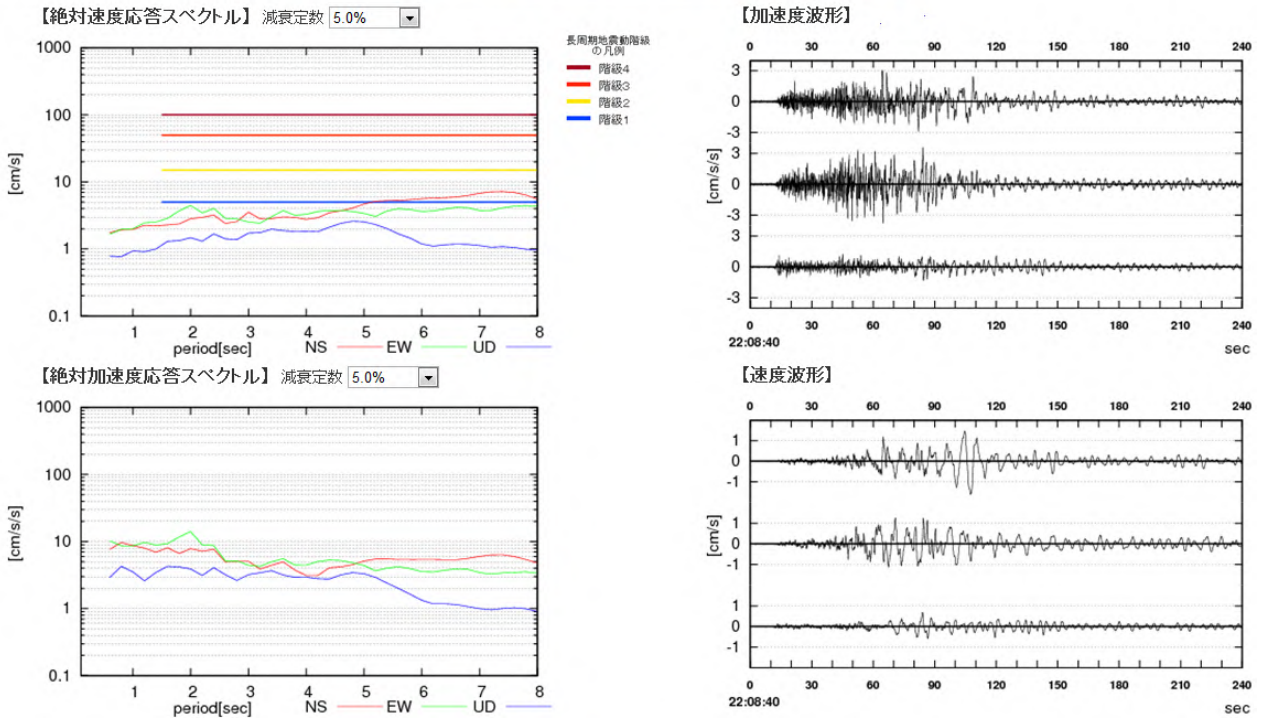 【絶対速度応答スペクトル】 減衰定数 5.0%
1000
100
10
1
0.1
[cm/s]
1 2 3 4 5 6 7 8
period[sec] NS EW UD
長周期地震動階級
の凡例
階級4
階級3
階級2
階級1
【加速度波形】
0 30 60 90 120 150 180 210 240
3
0
-3
3
0
-3
3
0
-3
[cm/s/s]
0 30 60 90 120 150 180 210 240
22:08:40
sec
【絶対加速度応答スペクトル】 減衰定数 5.0%
1000
100
10
1
0.1
[cm/s/s]
1 2 3 4 5 6 7 8
period[sec] NS EW UD
【速度波形】
0 30 60 90 120 150 180 210 240
1
0
-1
1
0
-1
1
0
-1
[cm/s]
0 30 60 90 120 150 180 210 240
22:08:40
sec